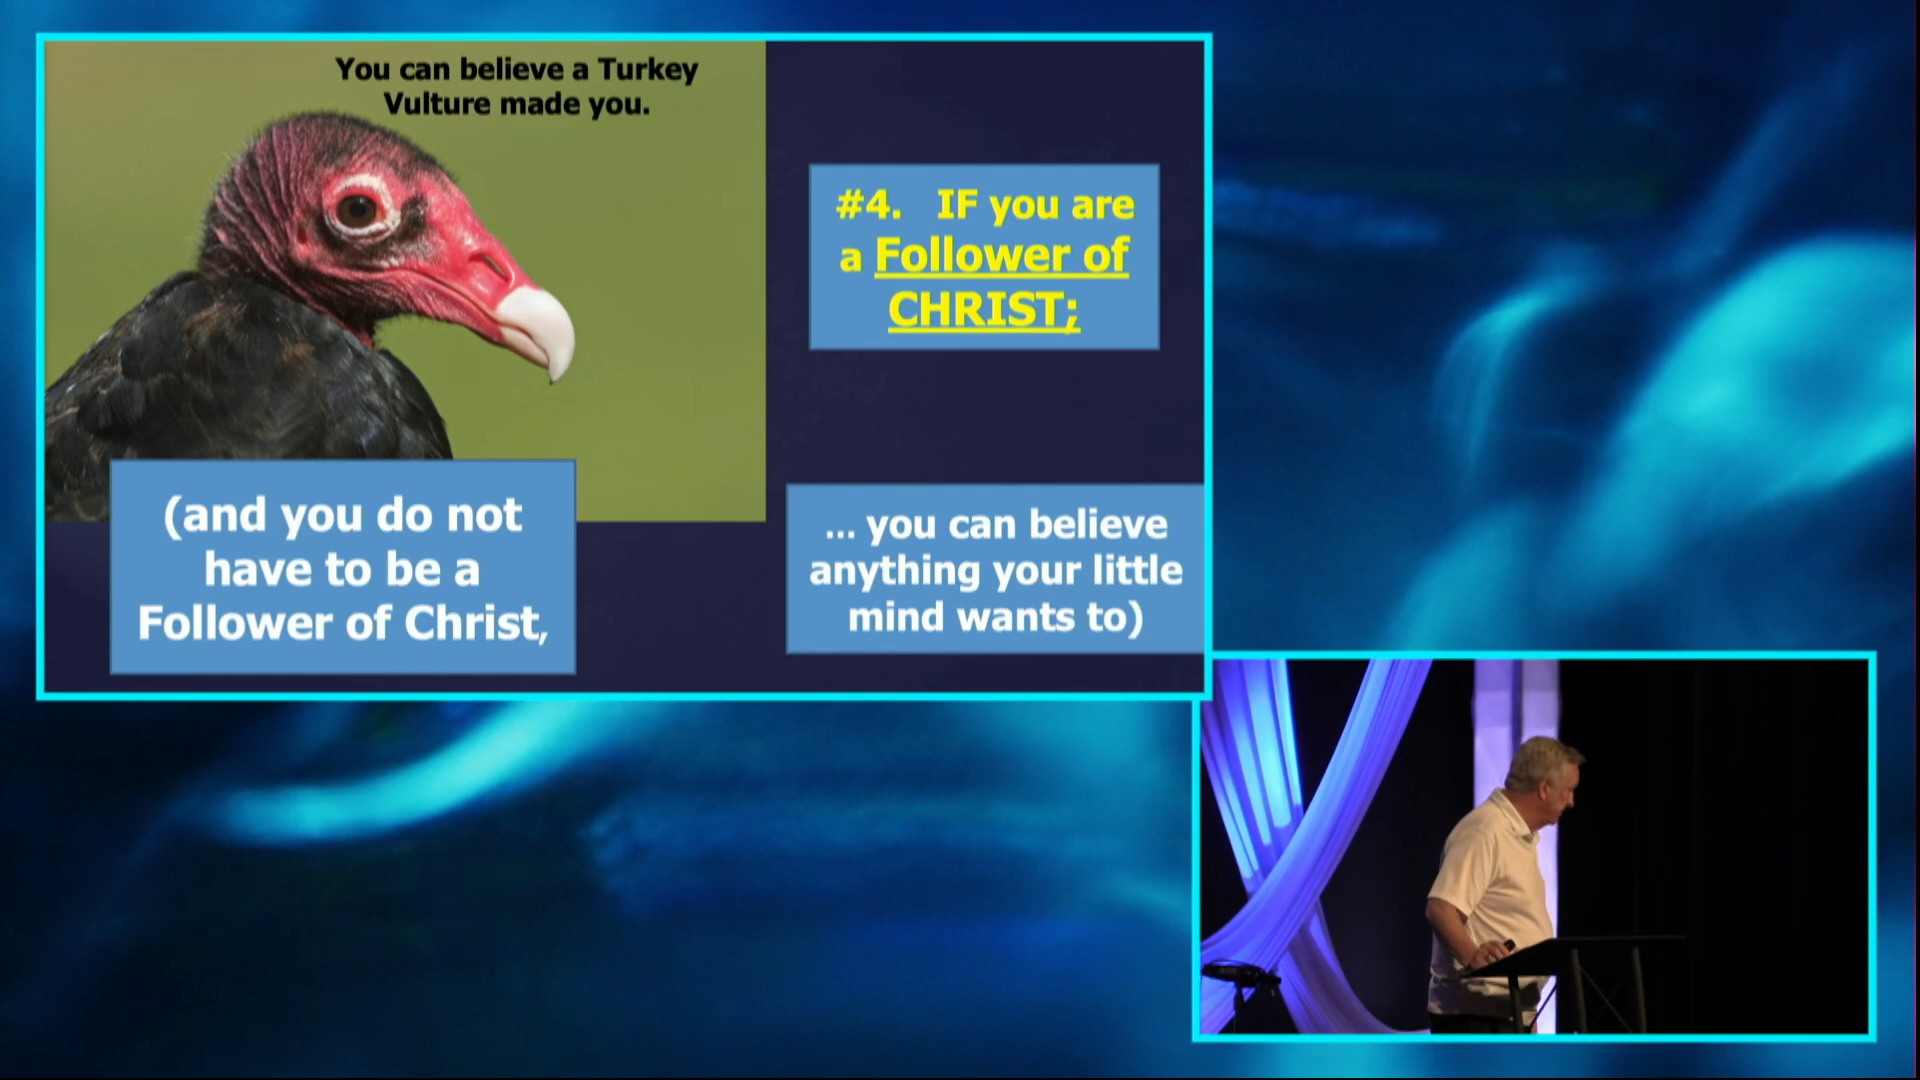 You can believe a Turkey
Vulture made you.
#4. IF you are
a Follower of
CHRIST;
(and you do not
have to be a
Follower of Christ,
... you can believe
anything your little
mind wants to)